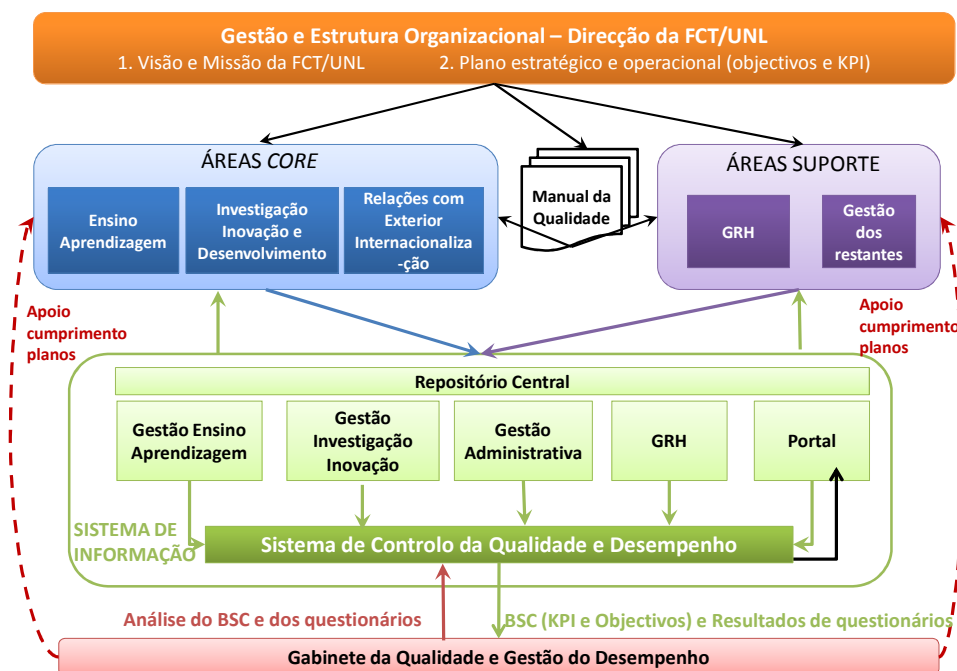 Gestão e Estrutura Organizacional – Direcção da FCT/UNL
1. Visão e Missão da FCT/UNL
2. Plano estratégico e operacional (objectivos e KPI)
ÁREAS CORE
Ensino
Aprendizagem
Investigação
Inovação e
Desenvolvimento
Relações com
Exterior
Internacionaliza
-ção
Manual da
Qualidade
ÁREAS SUPORTE
GRH
Gestão
dos
restantes
Apoio
cumprimento
planos
Apoio
cumprimento
planos
Repositório Central
Gestão Ensino
Aprendizagem
Gestão
Investigação
Inovação
Gestão
Administrativa
GRH
Portal
SISTEMA DE
INFORMAÇÃO
Sistema de Controlo da Qualidade e Desempenho
Análise do BSC e dos questionários
BSC (KPI e Objectivos) e Resultados de questionários
Gabinete da Qualidade e Gestão do Desempenho